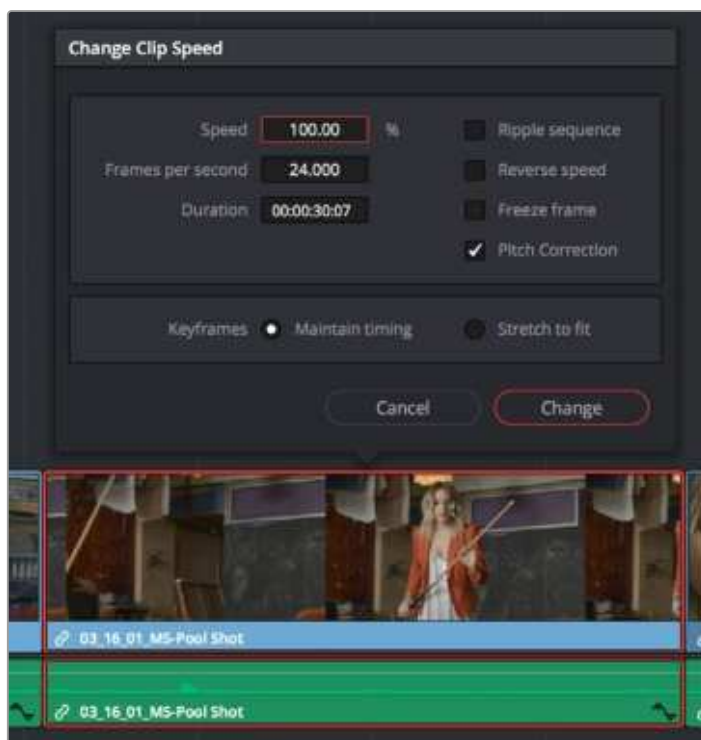 Change Clip Speed
Speed 100.00 % Ripple sequence
Frames per second 24.000 Reverse speed
Duration 00:00:30:07 Freeze frame
Pitch Correction
Keyframes Maintain timing Stretch to fit
Cancel Change
03_16_01_MS-Pool Shot
03_16_01_MS-Pool Shot